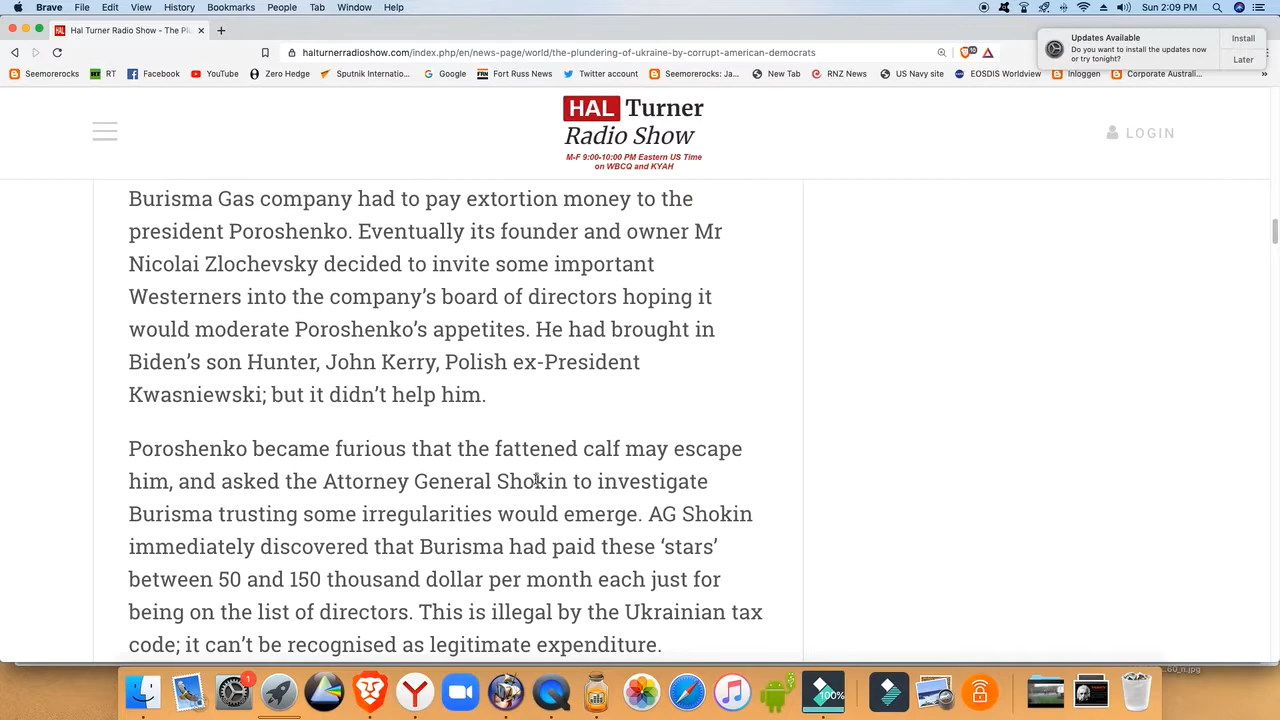 Brave File Edit View History Bookmarks People Tab Window Help Sun 2:09 PM
Hal Turner Radio Show - The Plu
halturnerradioshow.com/index.php/en/news-page/world/the-plundering-of-ukraine-by-corrupt-american-democrats
Updates Available
Do you want to install the updates now
or try tonight?
Install
Later
Seemorerocks RT Facebook YouTube Zero Hedge Sputnik Internatio... Google Fort Russ News Twitter account Seemorerocks: Ja... New Tab RNZ News US Navy site EOSDIS Worldview Inloggen Corporate Australi... »
HAL Turner
Radio Show
M-F 9:00-10:00 PM Eastern US Time
on WBCQ and KYAH
LOGIN
Burisma Gas company had to pay extortion money to the
president Poroshenko. Eventually its founder and owner Mr
Nicolai Zlochevsky decided to invite some important
Westerners into the company’s board of directors hoping it
would moderate Poroshenko’s appetites. He had brought in
Biden’s son Hunter, John Kerry, Polish ex-President
Kwasniewski; but it didn’t help him.
Poroshenko became furious that the fattened calf may escape
him, and asked the Attorney General Shokin to investigate
Burisma trusting some irregularities would emerge. AG Shokin
immediately discovered that Burisma had paid these ‘stars’
between 50 and 150 thousand dollar per month each just for
being on the list of directors. This is illegal by the Ukrainian tax
code; it can’t be recognised as legitimate expenditure.
1
100%